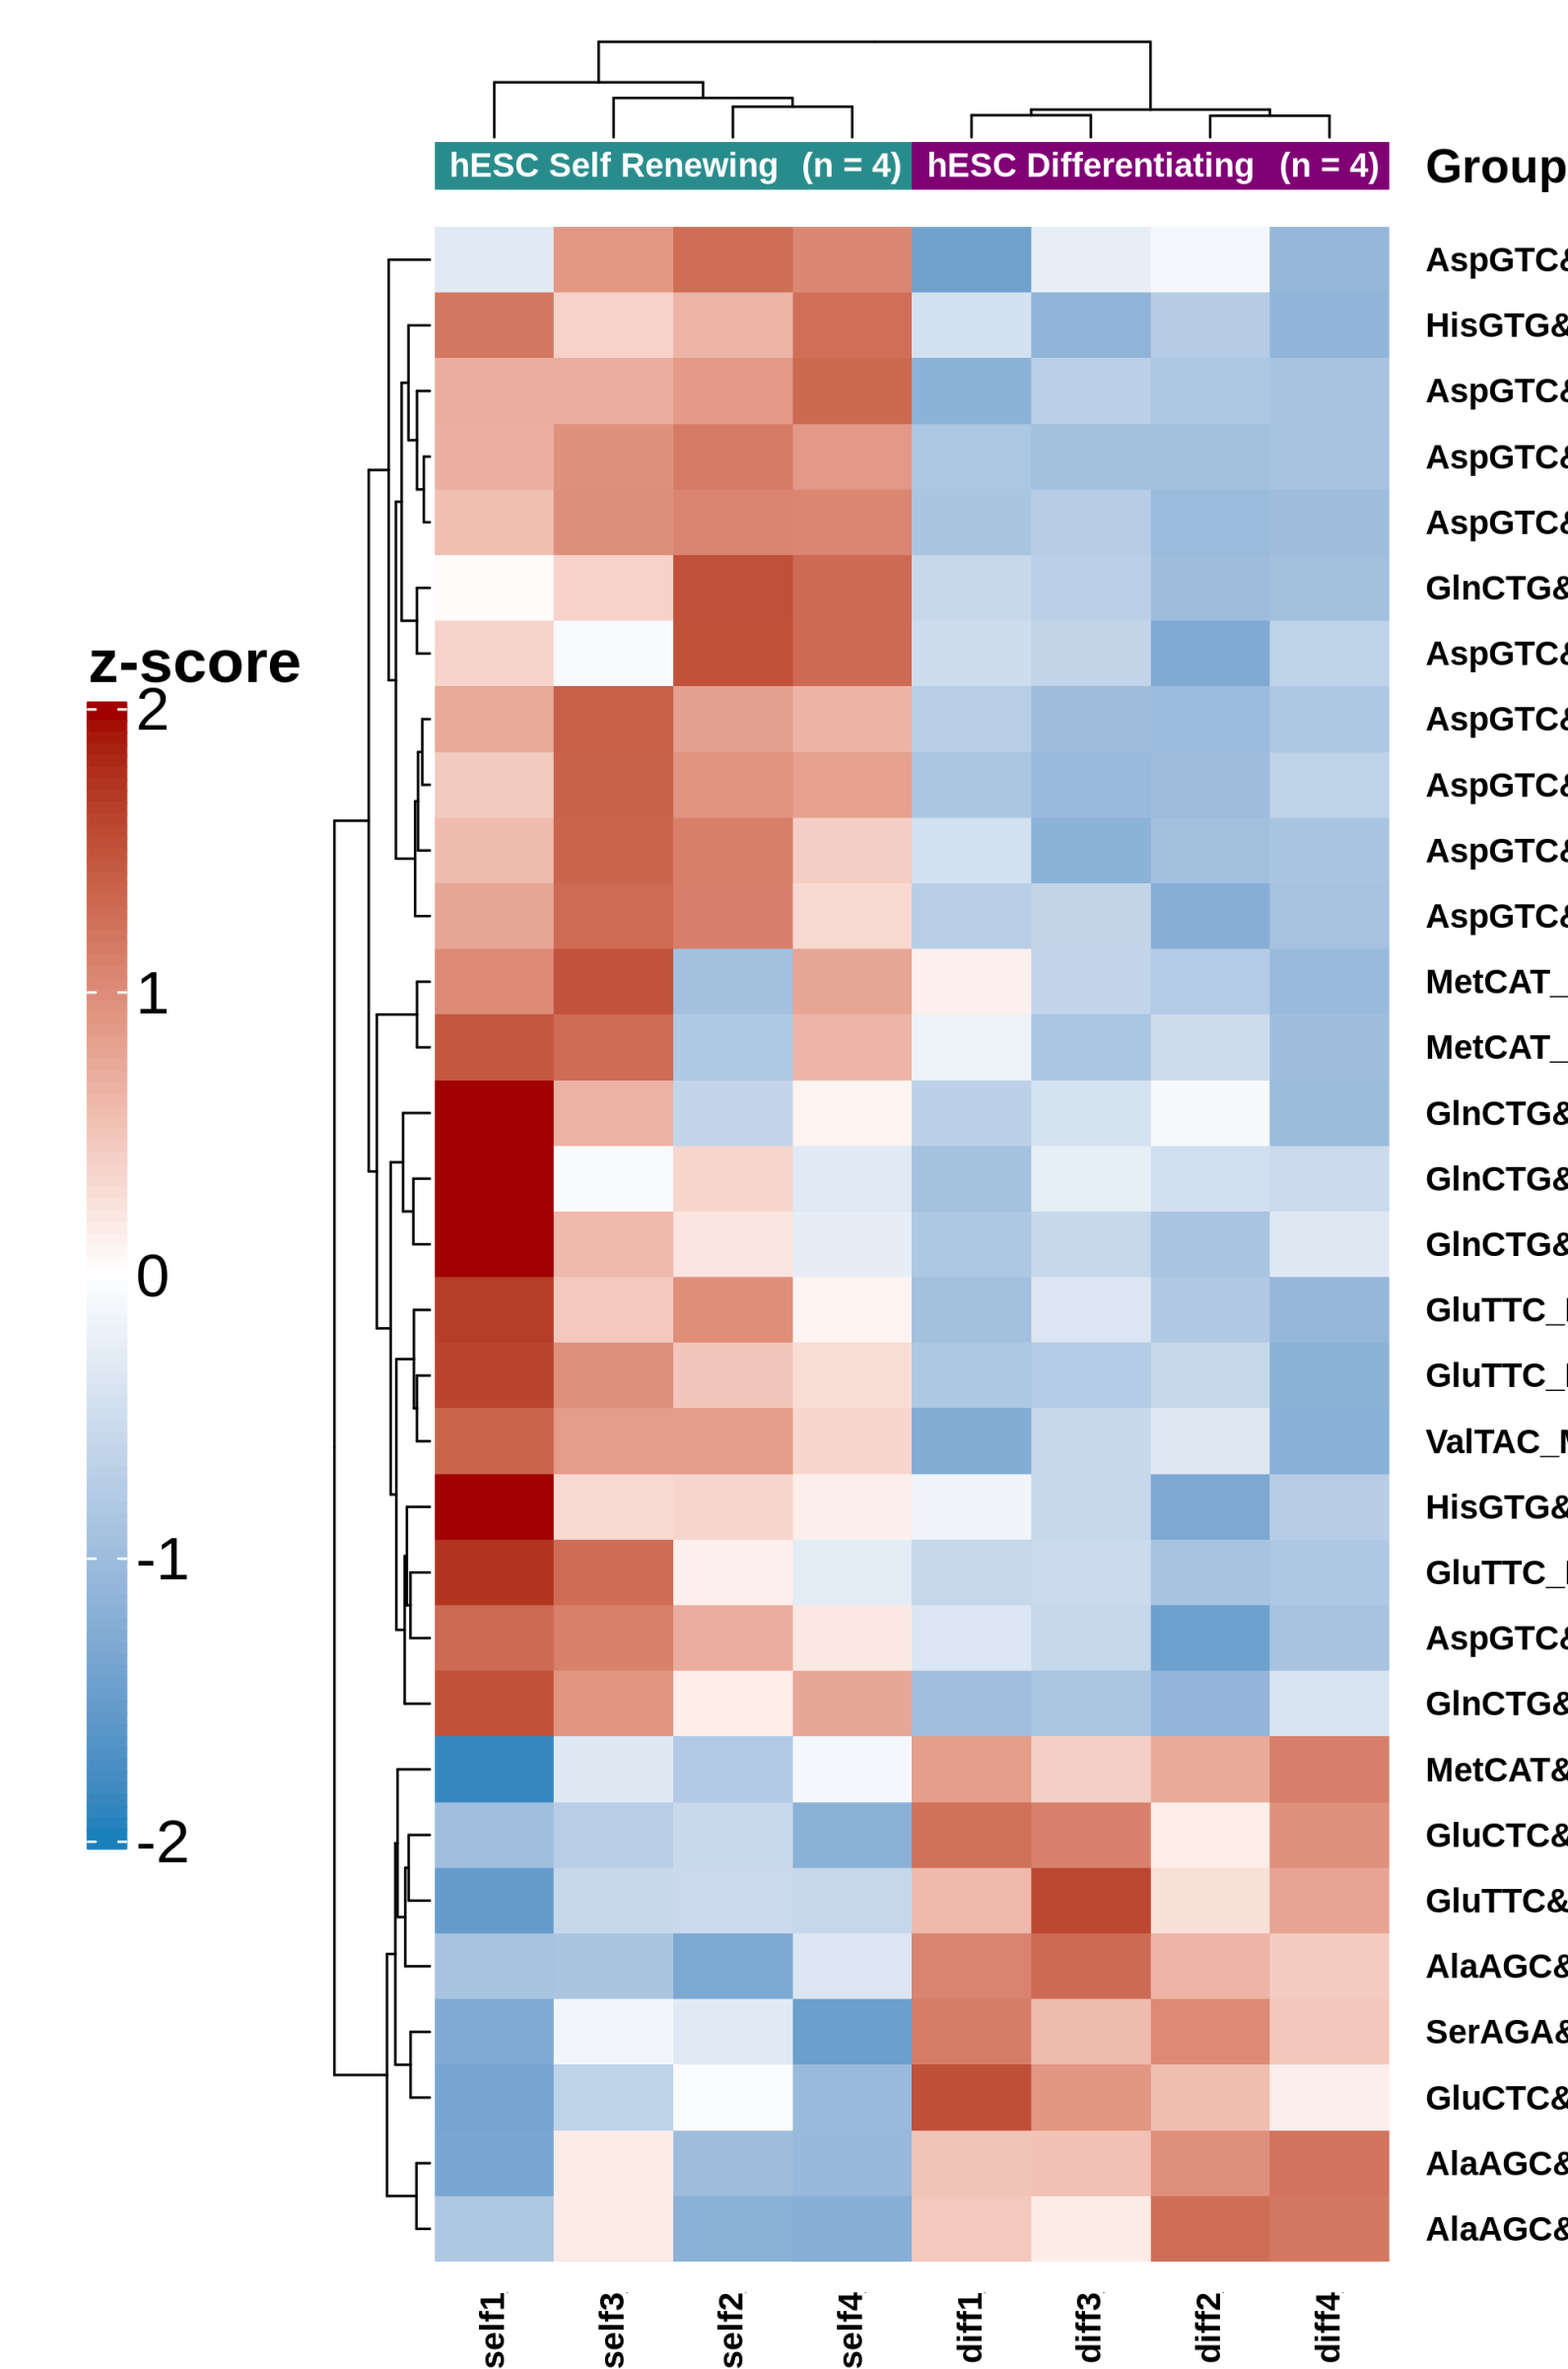 hESC Self Renewing (n = 4) hESC Differentiating (n = 4) Group
AspGTC&
HisGTG&
AspGTC&
AspGTC&
AspGTC&
GlnCTG&
AspGTC&
AspGTC&
AspGTC&
AspGTC&
AspGTC&
MetCAT_
MetCAT_
GlnCTG&
GlnCTG&
GlnCTG&
GluTTC_
GluTTC_
ValTAC_
HisGTG&
GluTTC_
AspGTC&
GlnCTG&
MetCAT&
GluCTC&
GluTTC&
AlaAGC&
SerAGA&
GluCTC&
AlaAGC&
AlaAGC&
z-score
2
1
0
-1
-2
self1
self3
self2
self4
diff1
diff3
diff2
diff4